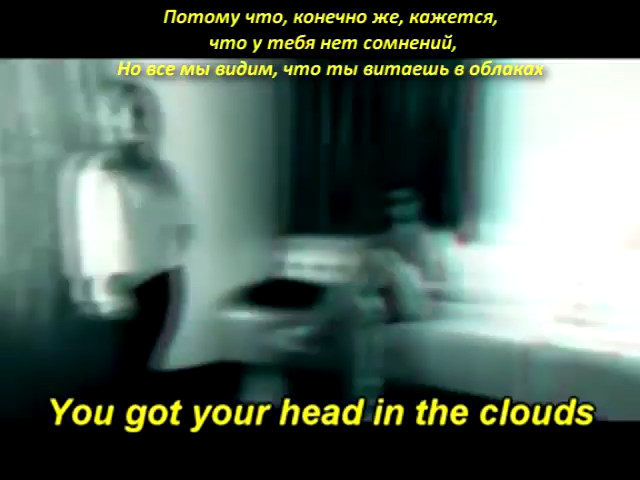 Потому что, конечно же, кажется,
что у тебя нет сомнений,
Но все мы видим, что ты витаешь в облаках
You got your head in the clouds